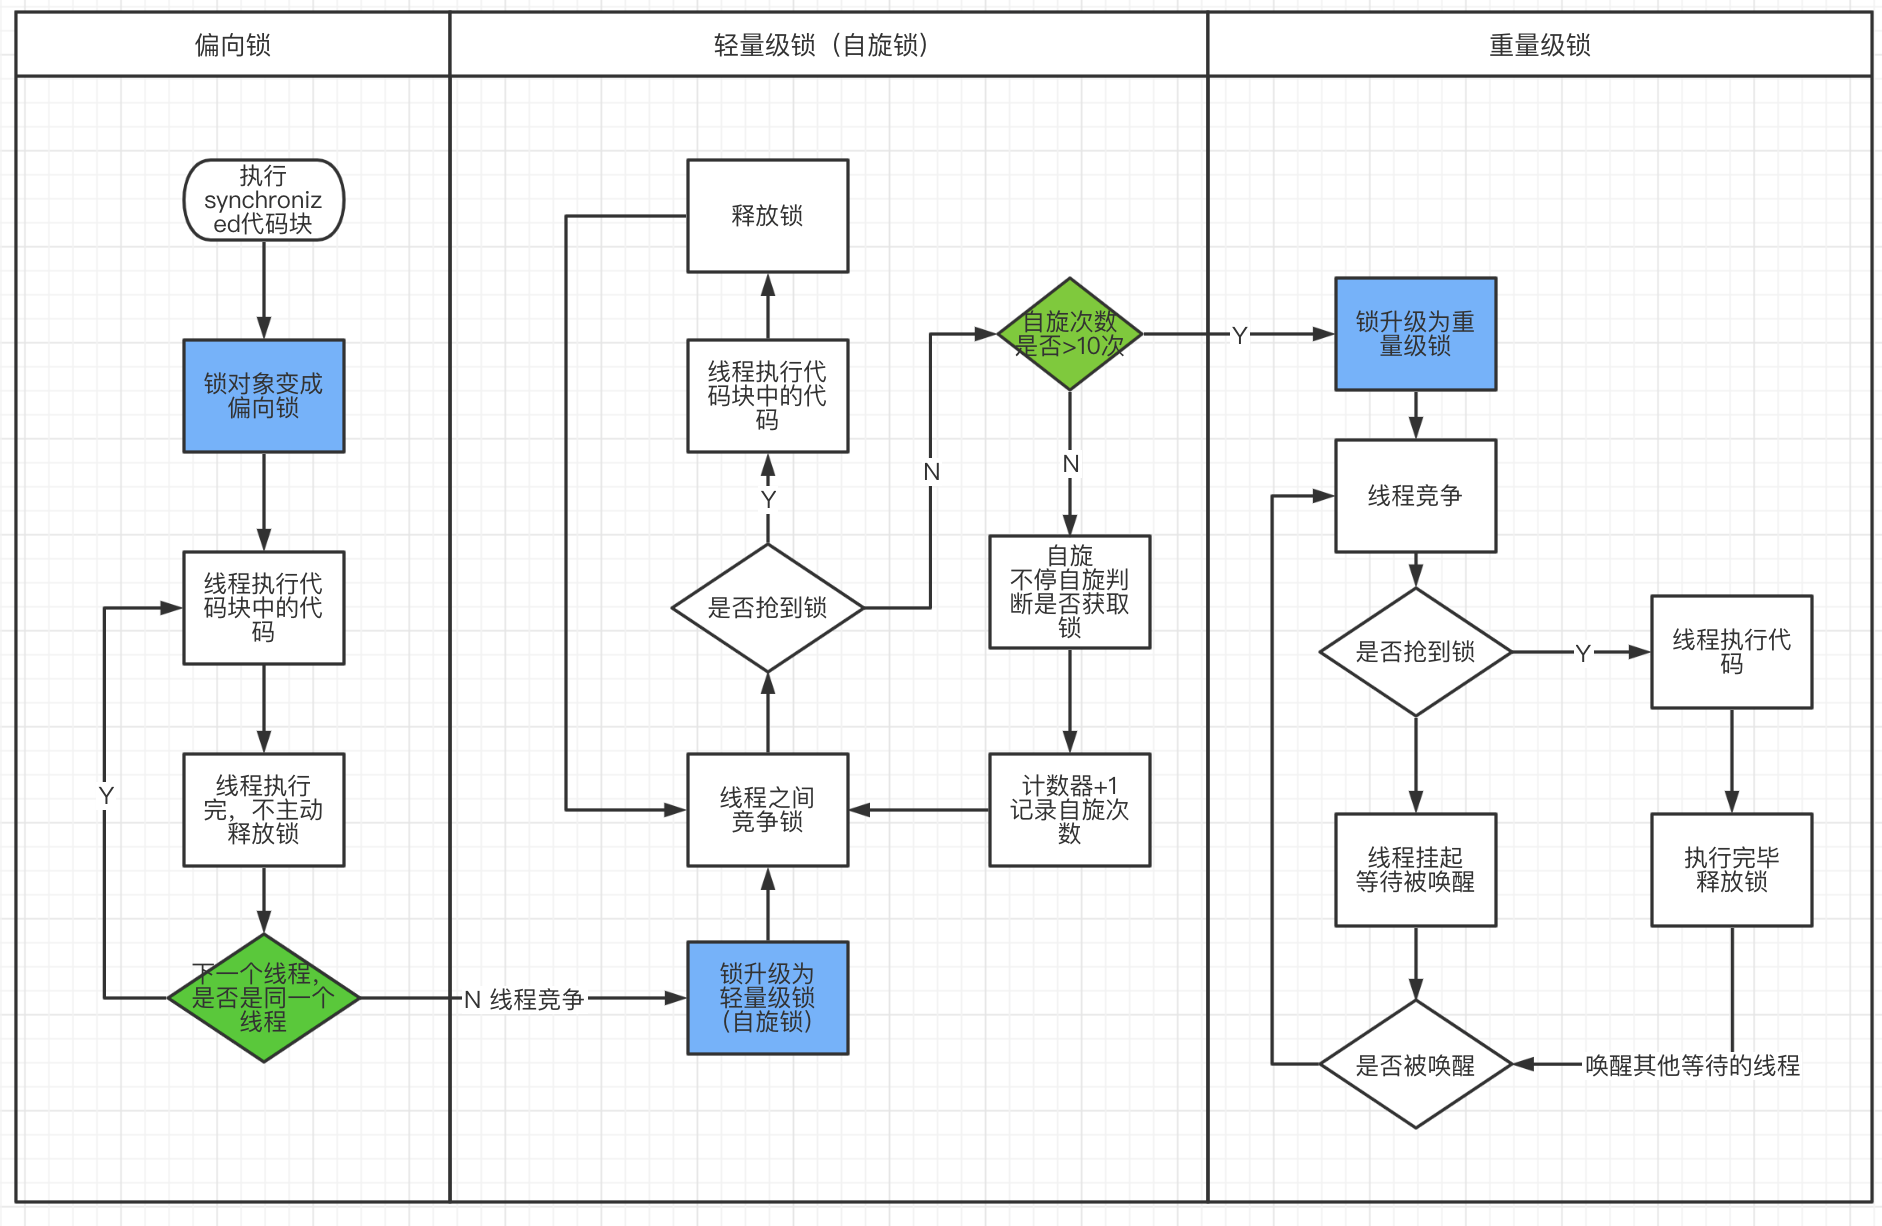 偏向锁
轻量级锁（自旋锁）
重量级锁
执行
synchroniz
ed代码块
锁对象变成
偏向锁
线程执行代
码块中的代
码
线程执行
完，不主动
释放锁
Y
下一个线程，
是否是同一个
线程
N 线程竞争
释放锁
线程执行代
码块中的代
码
Y
是否抢到锁
N
线程之间
竞争锁
锁升级为
轻量级锁
（自旋锁）
自旋次数
是否>10次
Y
N
自旋
不停自旋判
断是否获取
锁
计数器+1
记录自旋次
数
锁升级为重
量级锁
线程竞争
是否抢到锁
Y
线程执行代
码
线程挂起
等待被唤醒
执行完毕
释放锁
是否被唤醒
唤醒其他等待的线程